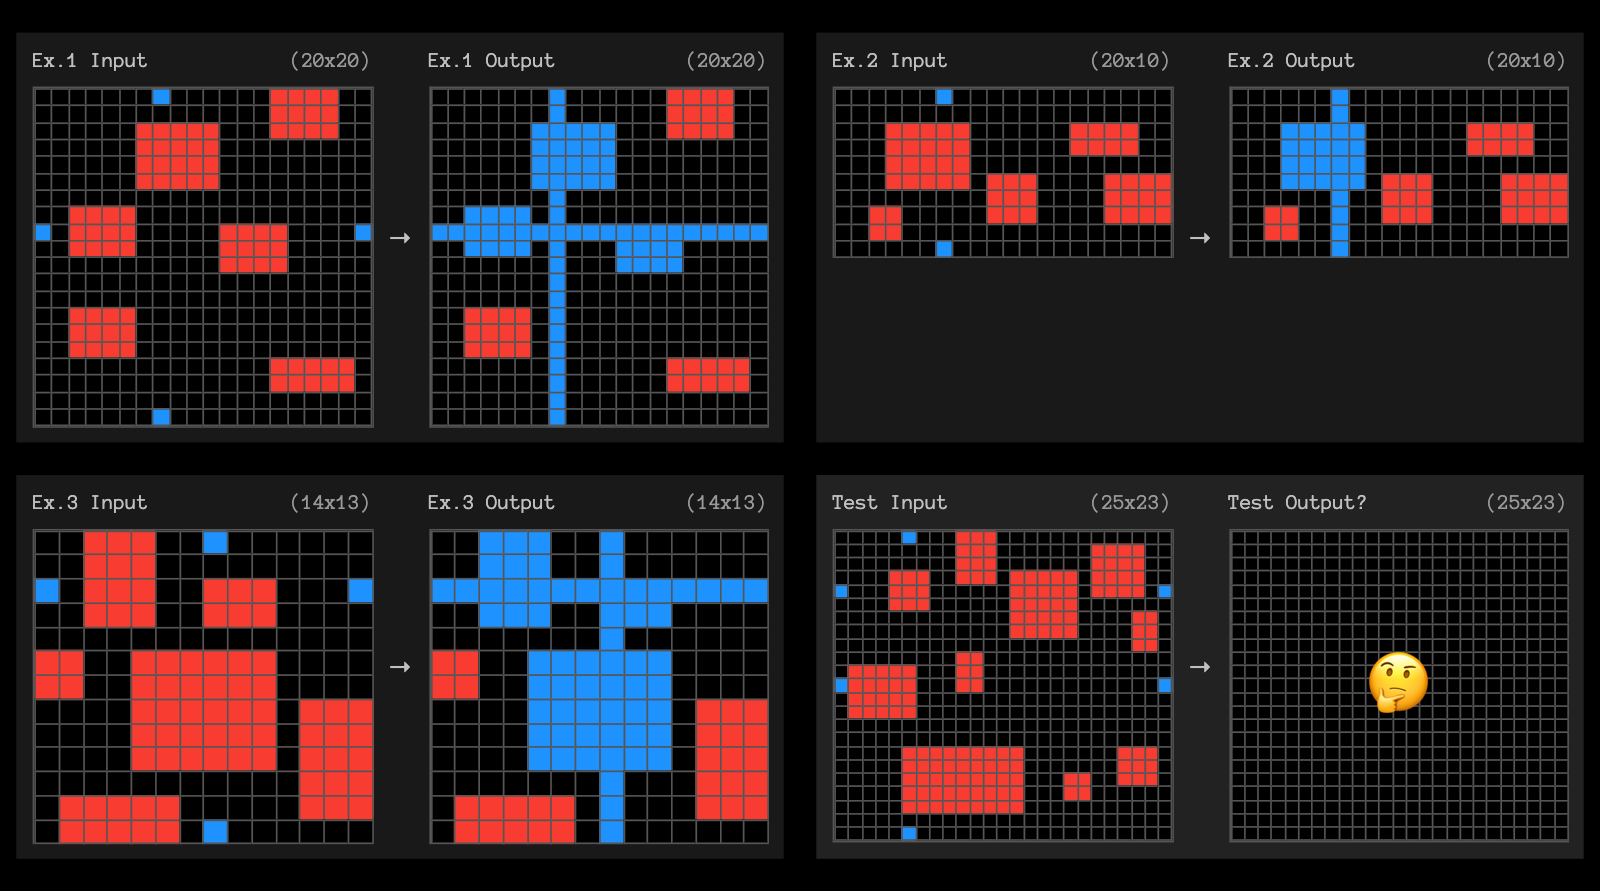 Ex.1 Input (20x20) Ex.1 Output (20x20)
→
Ex.2 Input (20x10) Ex.2 Output (20x10)
→
Ex.3 Input (14x13) Ex.3 Output (14x13)
→
Test Input (25x23) Test Output? (25x23)
→